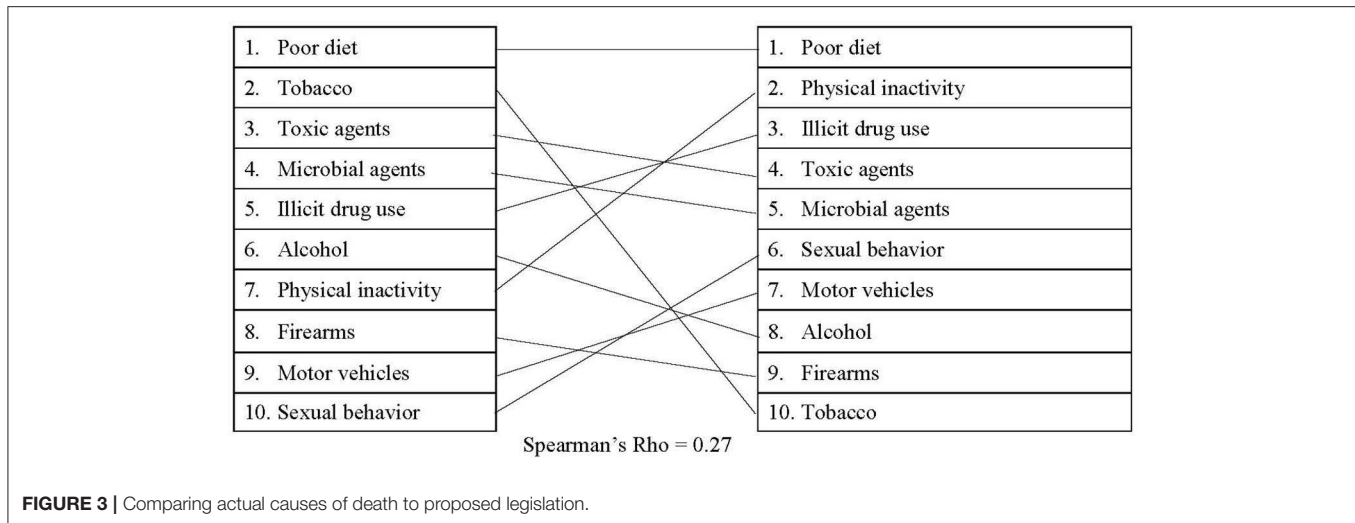 1. Poor diet
2. Tobacco
3. Toxic agents
4. Microbial agents
5. Illicit drug use
6. Alcohol
7. Physical inactivity
8. Firearms
9. Motor vehicles
10. Sexual behavior
1. Poor diet
2. Physical inactivity
3. Illicit drug use
4. Toxic agents
5. Microbial agents
6. Sexual behavior
7. Motor vehicles
8. Alcohol
9. Firearms
10. Tobacco
Spearman's Rho = 0.27
FIGURE 3 | Comparing actual causes of death to proposed legislation.